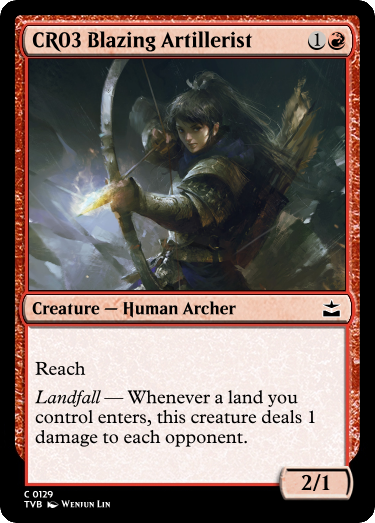 CR03 Blazing Artillerist 1
Creature — Human Archer
Reach
Landfall — Whenever a land you
control enters, this creature deals 1
damage to each opponent.
2/1
C 0129
TVB Wenjun Lin